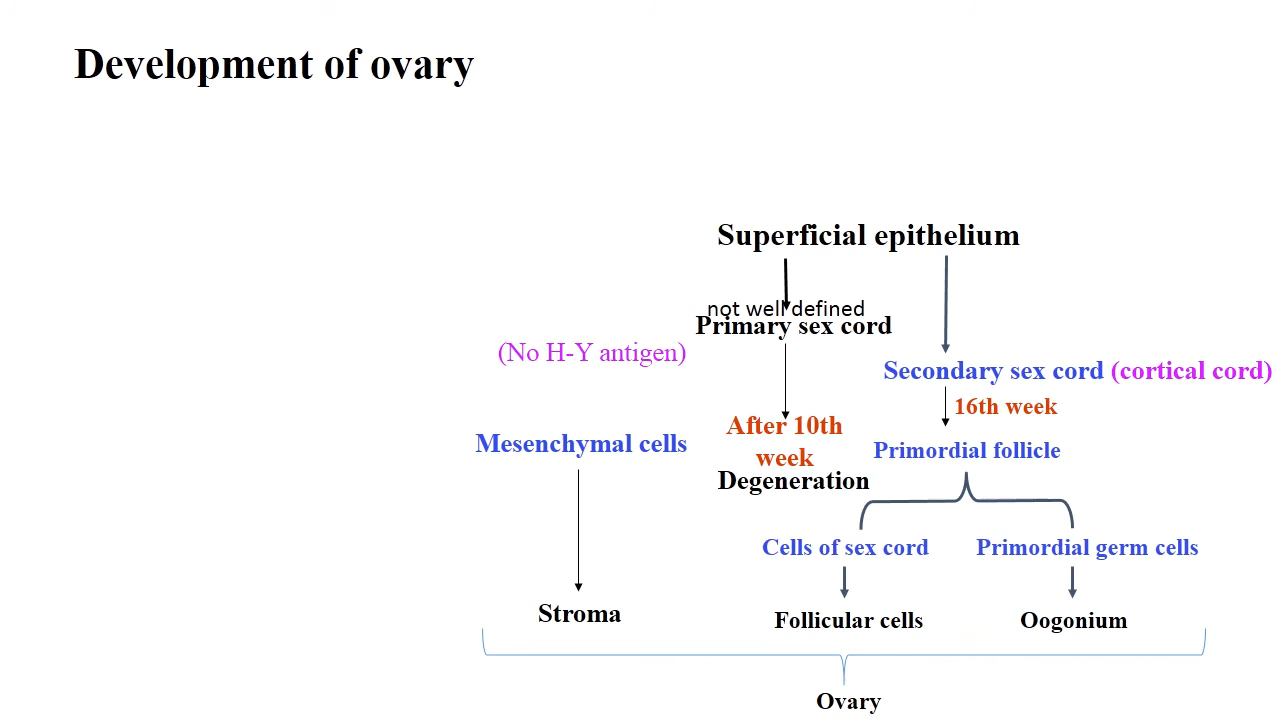 Development of ovary
Superficial epithelium
not well defined
Primary sex cord
(No H-Y antigen)
Secondary sex cord (cortical cord)
16th week
After 10th
week
Degeneration
Mesenchymal cells
Primordial follicle
Cells of sex cord
Primordial germ cells
Stroma
Follicular cells
Oogonium
Ovary